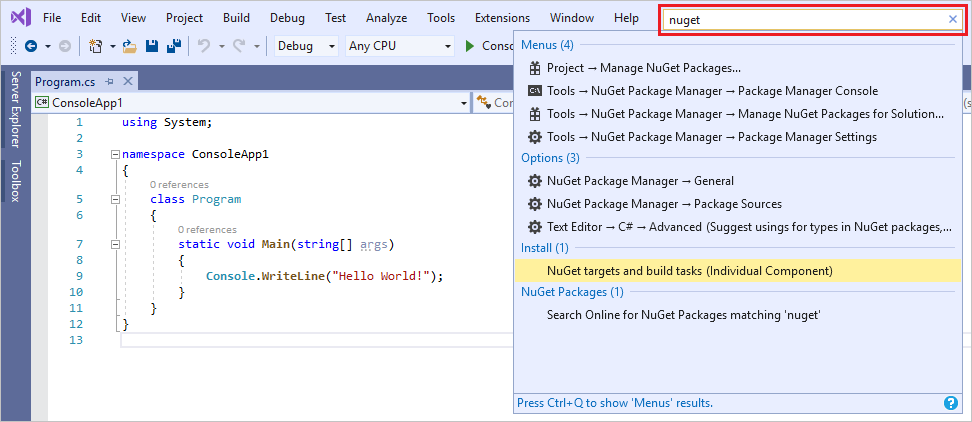 File Edit View Project Build Debug Test Analyze Tools Extensions Window Help nuget
Debug Any CPU Conso
Server Explorer
Toolbox
Program.cs
C# ConsoleApp1 Con
1 using System;
2
3 namespace ConsoleApp1
4 {
0 references
5 class Program
6 {
0 references
7 static void Main(string[] args)
8 {
9 Console.WriteLine("Hello World!");
10 }
11 }
12 }
13
Menus (4)
Project → Manage NuGet Packages...
C:\ Tools → NuGet Package Manager → Package Manager Console
Tools → NuGet Package Manager → Manage NuGet Packages for Solution...
Tools → NuGet Package Manager → Package Manager Settings
Options (3)
NuGet Package Manager → General
NuGet Package Manager → Package Sources
Text Editor → C# → Advanced (Suggest usings for types in NuGet packages,...
Install (1)
NuGet targets and build tasks (Individual Component)
NuGet Packages (1)
Search Online for NuGet Packages matching 'nuget'
Press Ctrl+Q to show 'Menus' results. ?